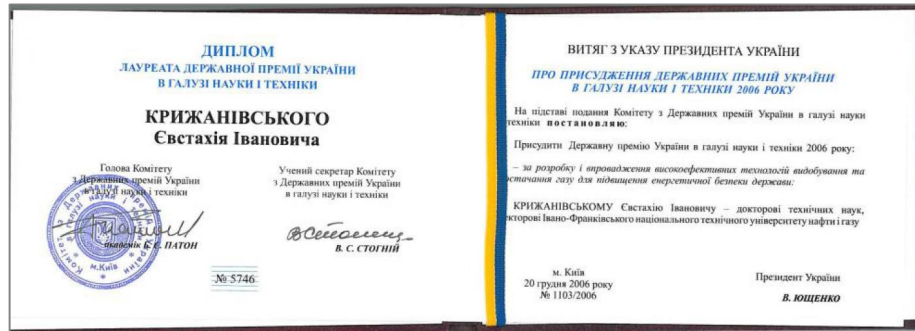 ДИПЛОМ
ЛАУРЕАТА ДЕРЖАВНОЇ ПРЕМІЇ УКРАЇНИ
В ГАЛУЗІ НАУКИ І ТЕХНІКИ
КРИЖАНІВСЬКОГО
Євстахія Івановича
Голова Комітету
з Державних премій України
в галузі науки і техніки
академік Б. Є. ПАТОН
Учений секретар Комітету
з Державних премій України
в галузі науки і техніки
В. С. СТОГНІЙ
м.Київ
№ 5746
ВИТЯГ З УКАЗУ ПРЕЗИДЕНТА УКРАЇНИ
ПРО ПРИСУДЖЕННЯ ДЕРЖАВНИХ ПРЕМІЙ УКРАЇНИ
В ГАЛУЗІ НАУКИ І ТЕХНІКИ 2006 РОКУ
На підставі подання Комітету з Державних премій України в галузі науки
техніки постановляю:
Присудити Державну премію України в галузі науки і техніки 2006 року:
– за розробку і впровадження високоефективних технологій видобування та
остачання газу для підвищення енергетичної безпеки держави:
КРИЖАНІВСЬКОМУ Євстахію Івановичу – докторові технічних наук,
екторові Івано-Франківського національного технічного університету нафти і газу
м. Київ
20 грудня 2006 року
№ 1103/2006
Президент України
В. ЮЩЕНКО